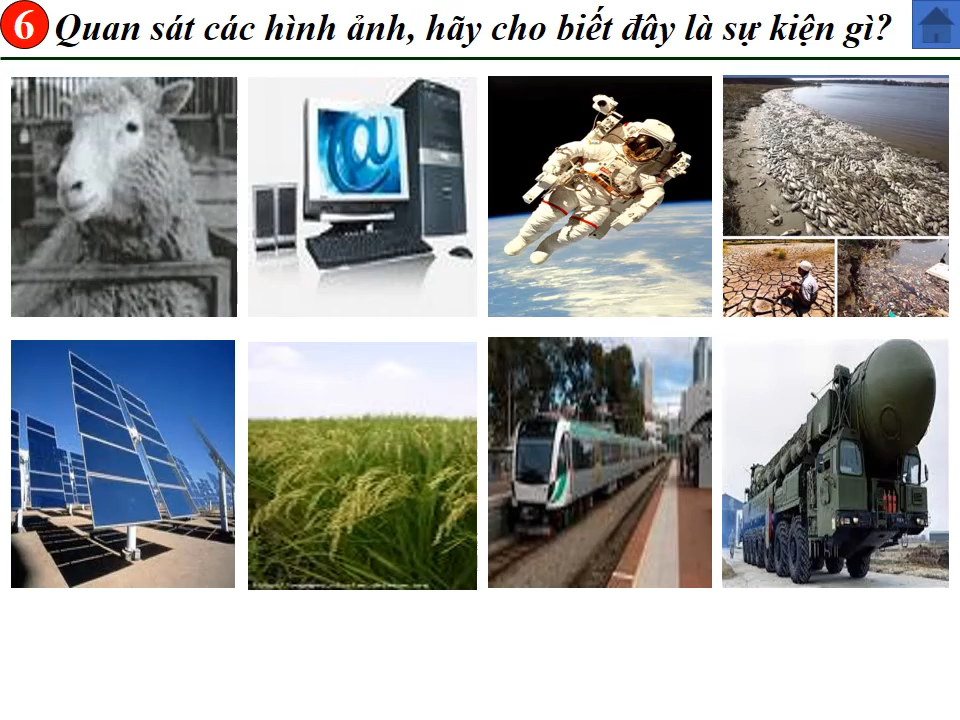 6 Quan sát các hình ảnh, hãy cho biết đây là sự kiện gì?
@